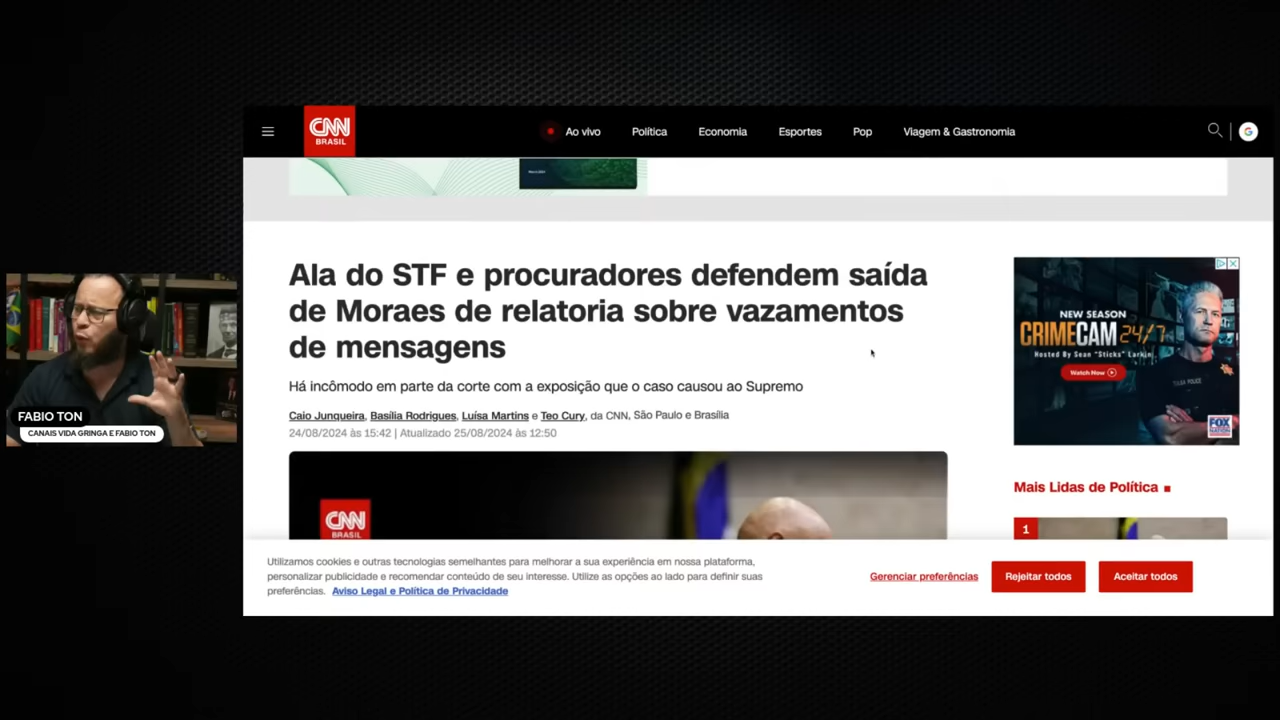 CNN
BRASIL
Ao vivo
Política
Economia
Esportes
Pop
Viagem & Gastronomia
G
Ala do STF e procuradores defendem saída
de Moraes de relatoria sobre vazamentos
de mensagens
Há incômodo em parte da corte com a exposição que o caso causou ao Supremo
Caio Junqueira, Basília Rodrigues, Luísa Martins e Teo Cury, da CNN, São Paulo e Brasília
24/08/2024 às 15:42 | Atualizado 25/08/2024 às 12:50
CNN
BRASIL
NEW SEASON
CRIMECAM 24/7
Hosted By Sean "Sticks" Larkin
Watch Now
POLICE
FOX
NATION
Mais Lidas de Política
1
FABIO TON
CANAIS VIDA GRINGA E FABIO TON
Utilizamos cookies e outras tecnologias semelhantes para melhorar a sua experiência em nossa plataforma,
personalizar publicidade e recomendar conteúdo de seu interesse. Utilize as opções ao lado para definir suas
preferências. Aviso Legal e Política de Privacidade
Gerenciar preferências
Rejeitar todos
Aceitar todos